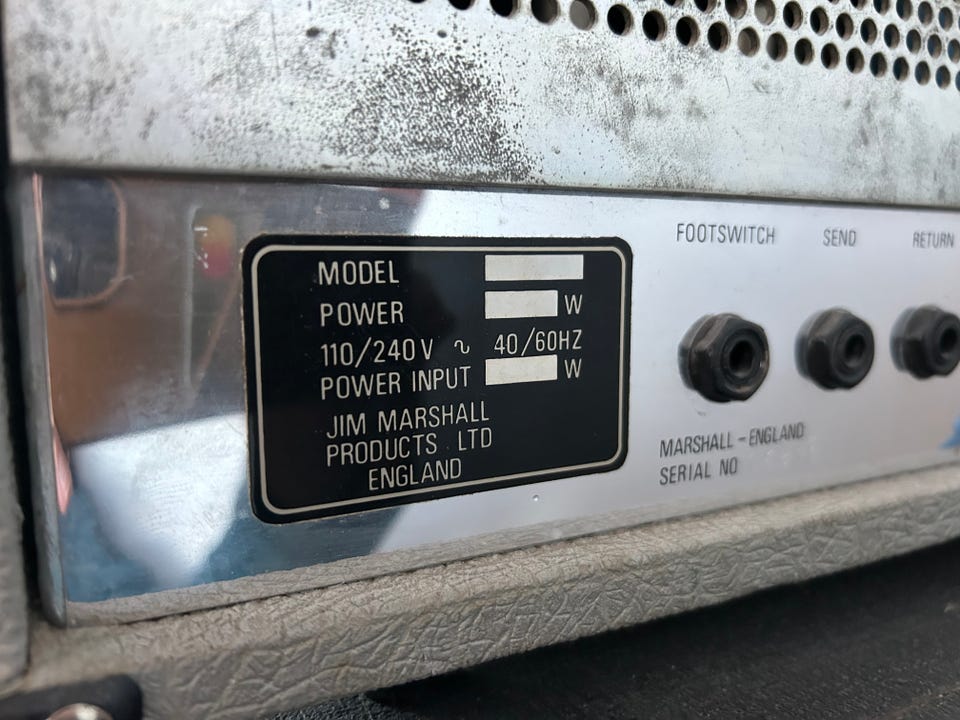 MODEL
POWER W
110/240V ~ 40/60HZ
POWER INPUT W
JIM MARSHALL
PRODUCTS LTD
ENGLAND
FOOTSWITCH SEND RETURN
MARSHALL – ENGLAND
SERIAL NO